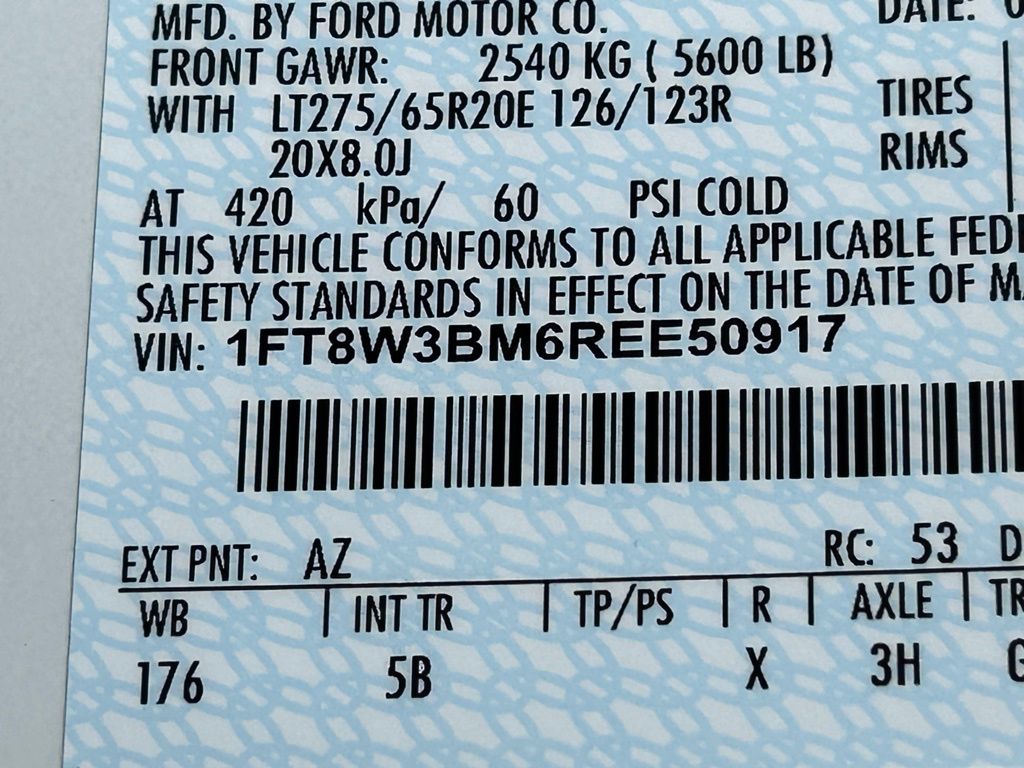 MFD. BY FORD MOTOR CO.
DATE:
FRONT GAWR: 2540 KG ( 5600 LB)
WITH LT275/65R20E 126/123R TIRES
20X8.0J RIMS
AT 420 kPa/ 60 PSI COLD
THIS VEHICLE CONFORMS TO ALL APPLICABLE
SAFETY STANDARDS IN EFFECT ON THE DATE OF
VIN: 1FT8W3BM6REE50917
EXT PNT: AZ RC: 53
WB | INT TR | TP/PS | R | AXLE |
176 5B X 3H